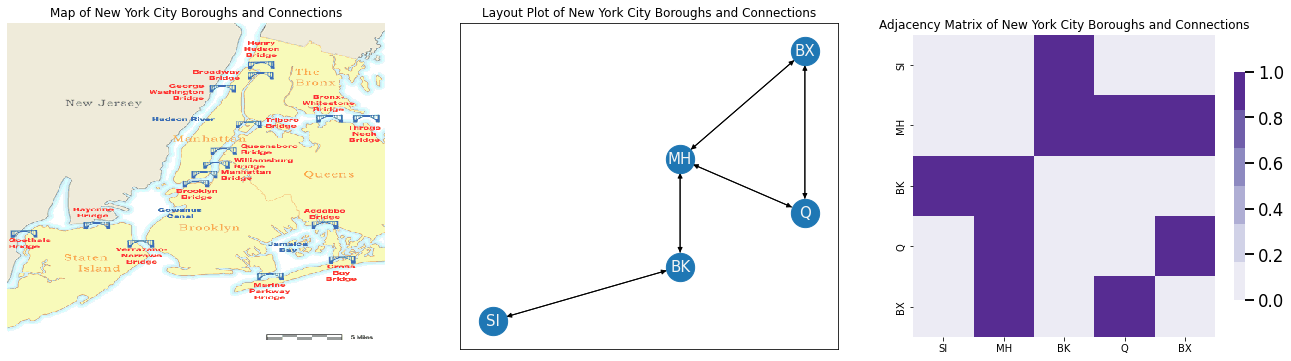 Map of New York City Boroughs and Connections
Henry
Hudson
Bridge
Broadway
Bridge
The
Bronx
George
Washington
Bridge
Bronx-
Whitestone
Bridge
New Jersey
Hudson River
Triboro
Bridge
Throgs
Neck
Bridge
Manhattan
Queensboro
Bridge
Williamsburg
Bridge
Manhattan
Bridge
Queens
Brooklyn
Bridge
Bayonne
Bridge
Gowanus
Canal
Addabbo
Bridge
Brooklyn
Goethals
Bridge
Verrazano-
Narrows
Bridge
Jamaica
Bay
Staten
Island
Cross
Bay
Bridge
Marine
Parkway
Bridge
5 Miles
Layout Plot of New York City Boroughs and Connections
BX
MH
Q
BK
SI
Adjacency Matrix of New York City Boroughs and Connections
SI
MH
BK
Q
BX
SI MH BK Q BX
1.0
0.8
0.6
0.4
0.2
0.0